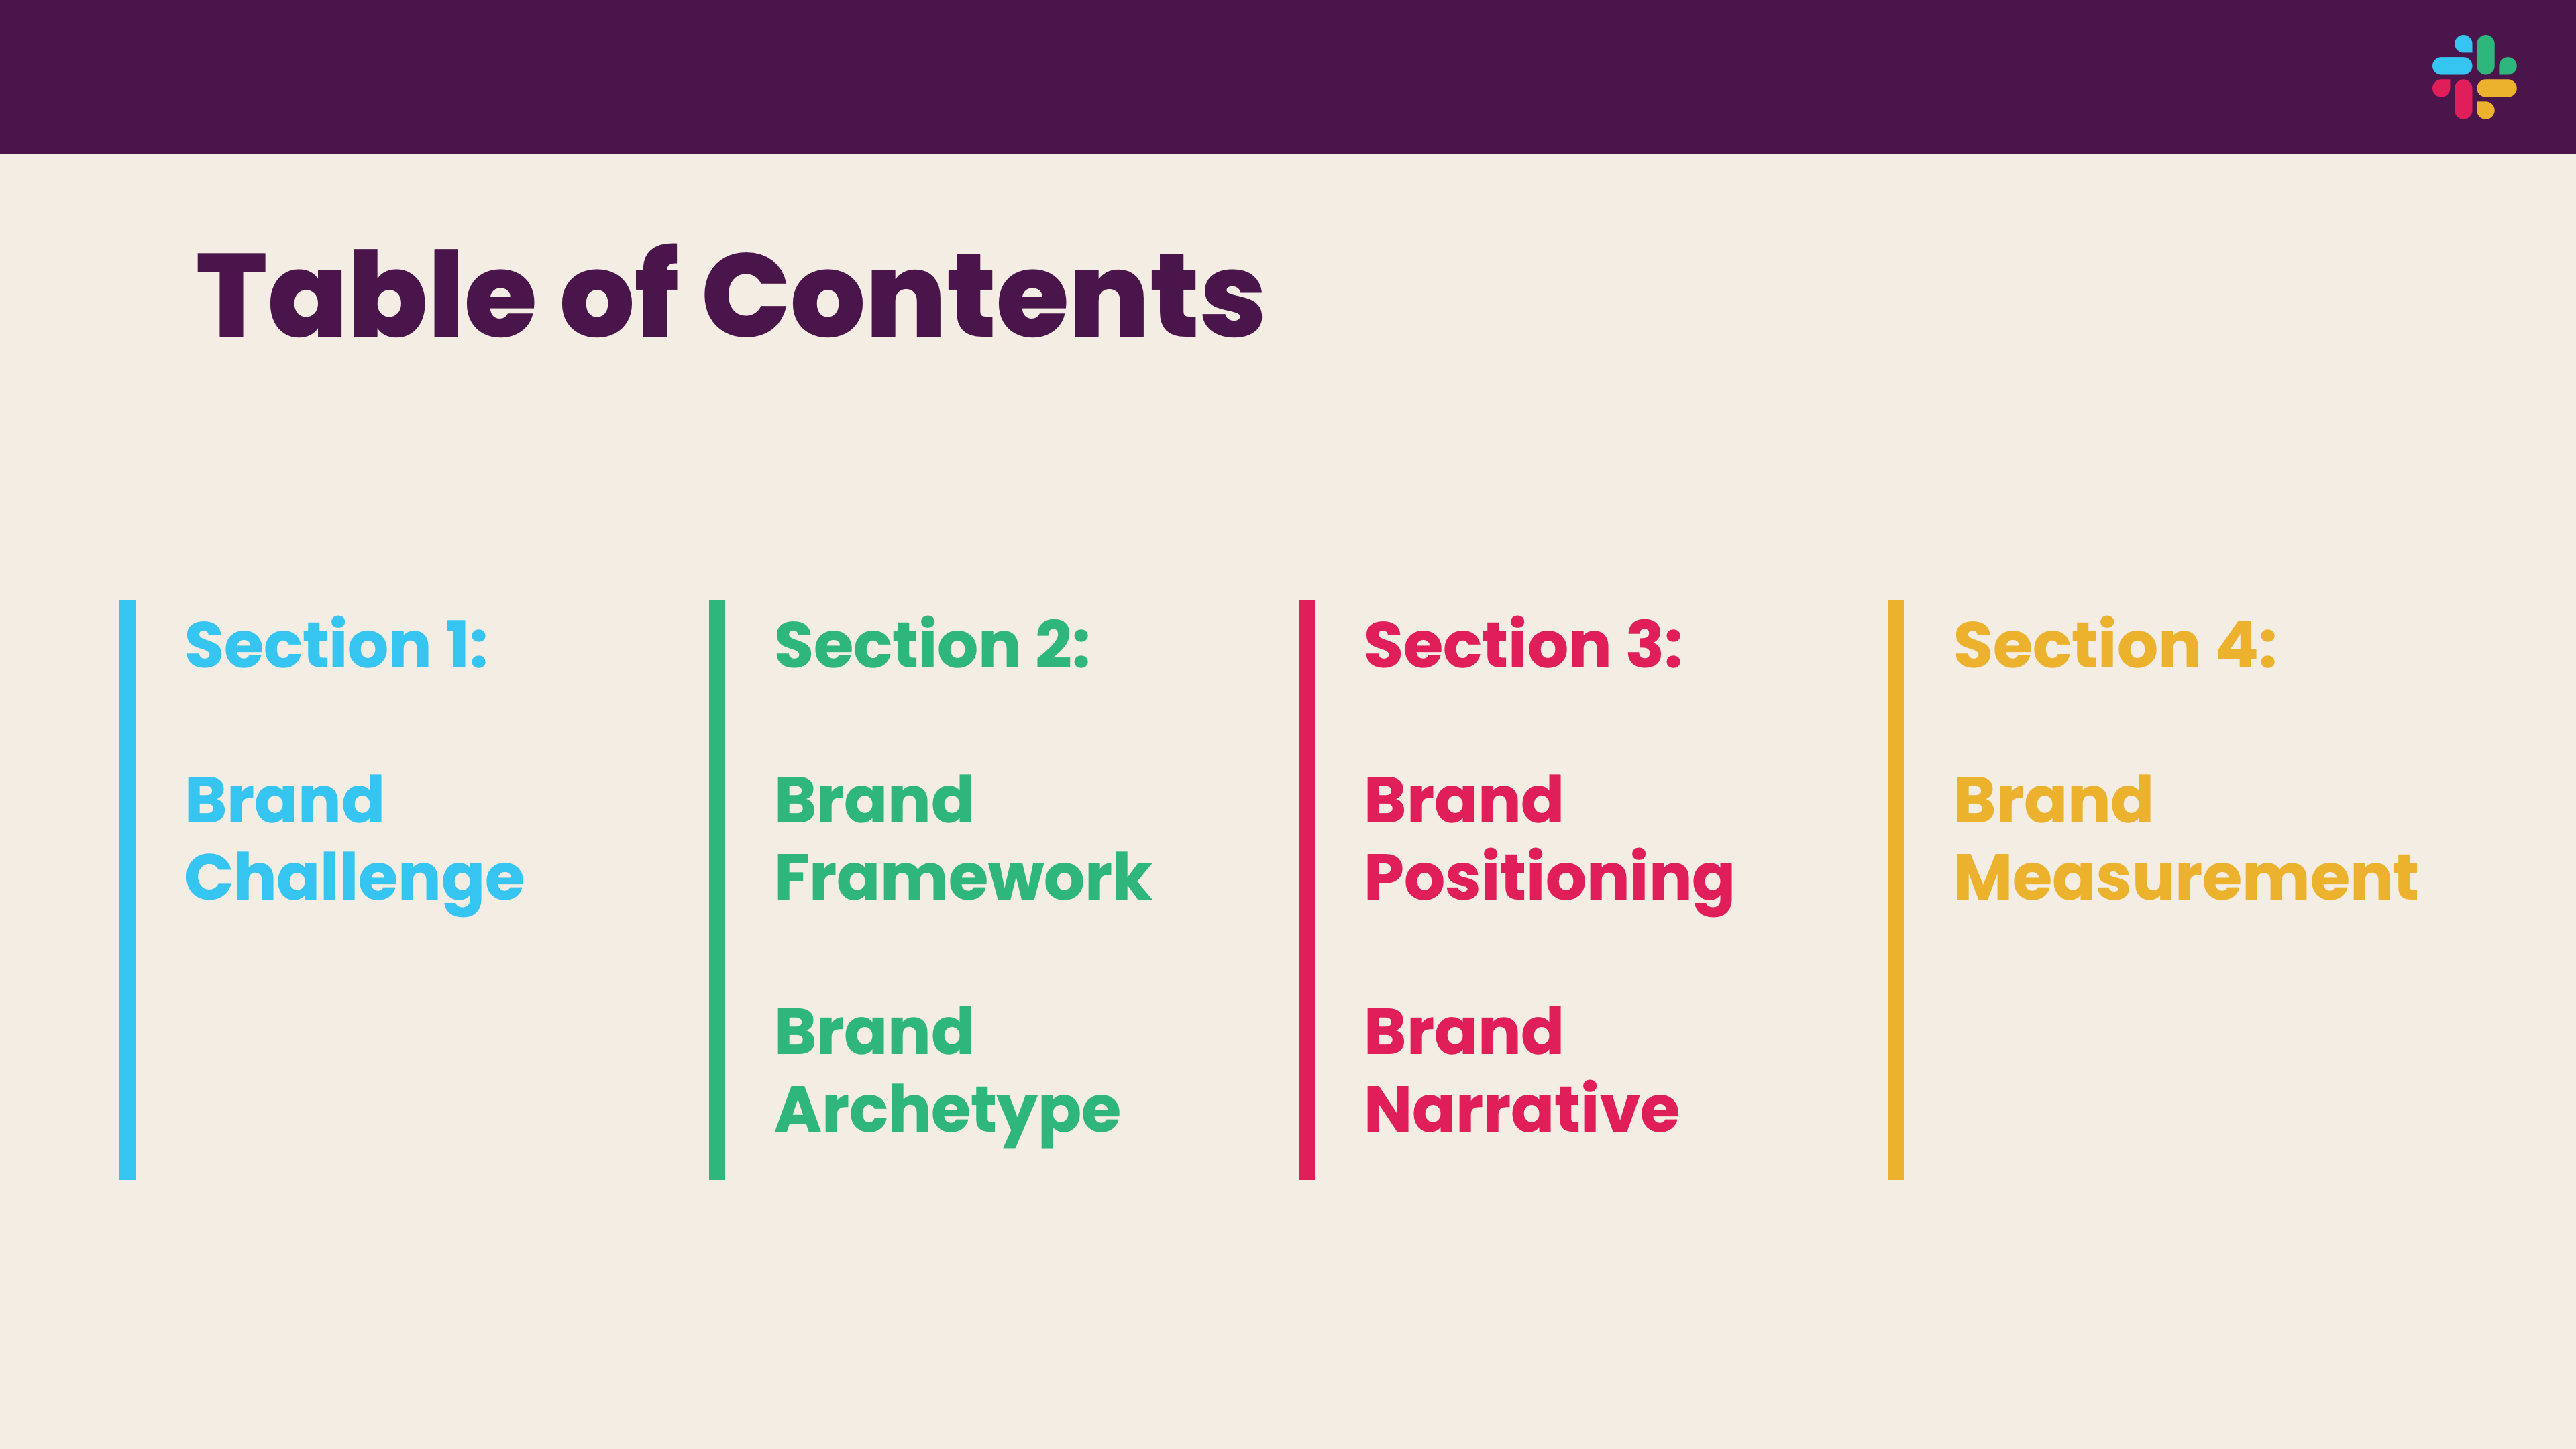 Table of Contents
Section 1:
Brand
Challenge
Section 2:
Brand
Framework
Brand
Archetype
Section 3:
Brand
Positioning
Brand
Narrative
Section 4:
Brand
Measurement